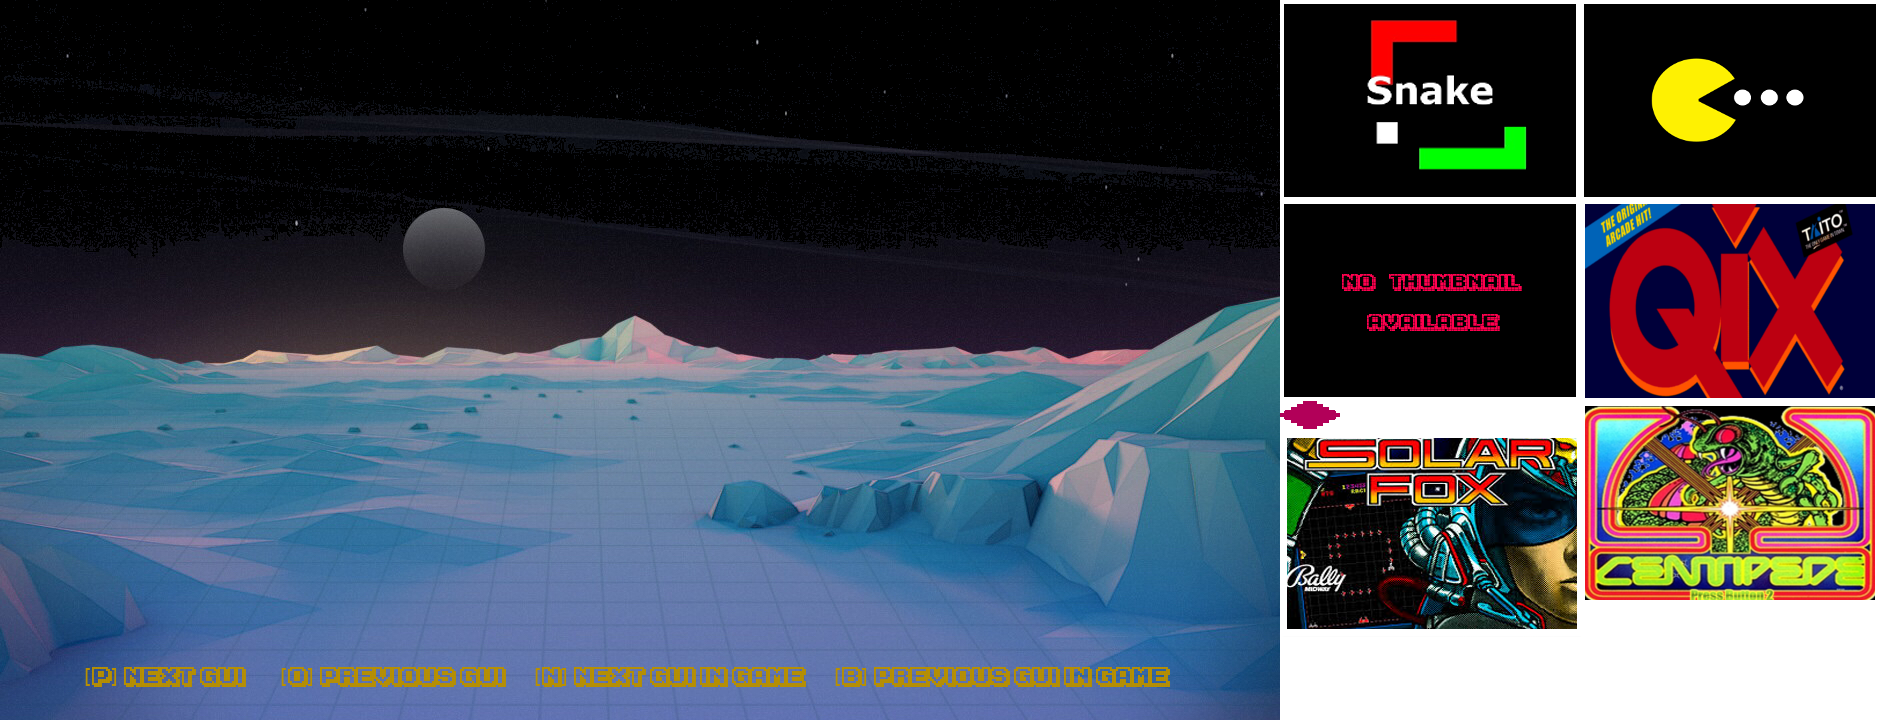 [P] NEXT GUI [O] PREVIOUS GUI [N] NEXT GUI IN GAME [B] PREVIOUS GUI IN GAME
Snake
NO THUMBNAIL
AVAILABLE
THE ORIGINAL
ARCADE HIT!
TAITO
QIX
SOLAR
FOX
Bally
MIDWAY
CENTIPEDE
Press Button 2